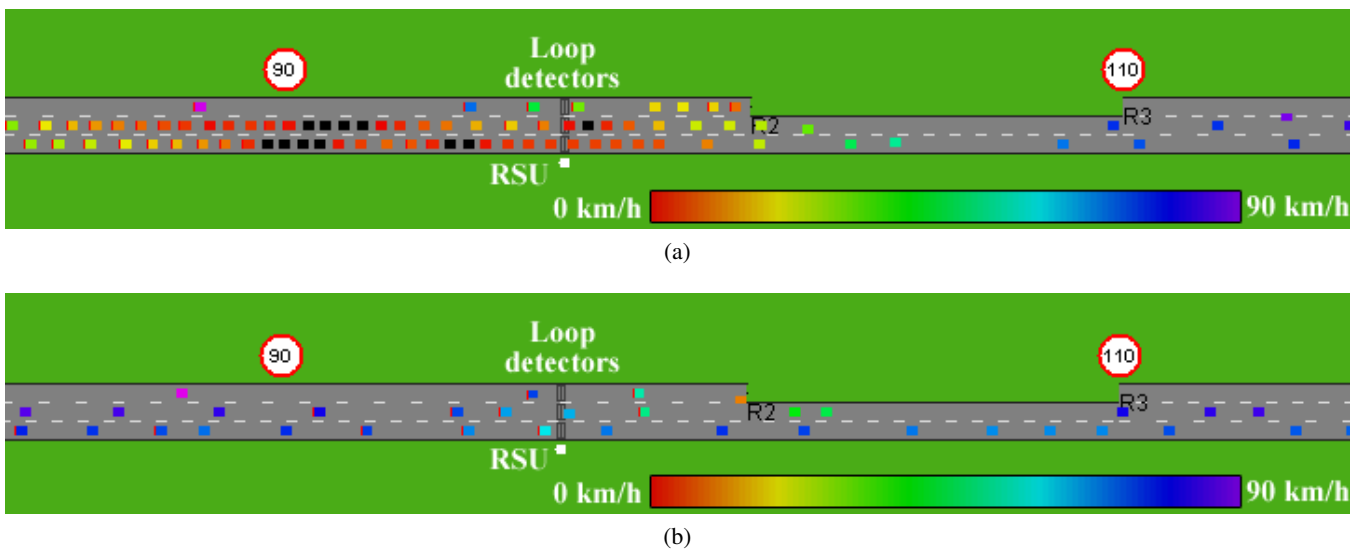 90
Loop
detectors
110
R2
R3
RSU
0 km/h
90 km/h
(a)
90
Loop
detectors
110
R2
R3
RSU
0 km/h
90 km/h
(b)